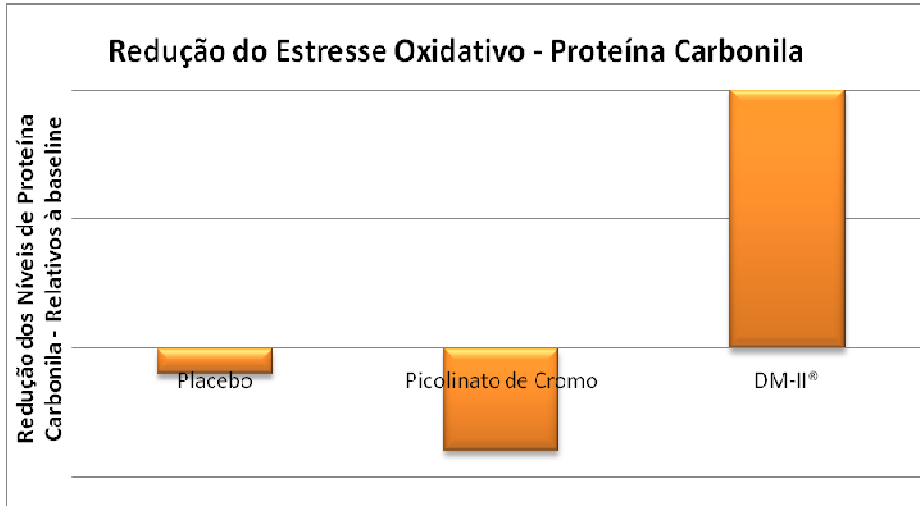 Redução do Estresse Oxidativo - Proteína Carbonila
Redução dos Níveis de Proteína
Carbonila - Relativos à baseline
Placebo
Picolinato de Cromo
DM-II®